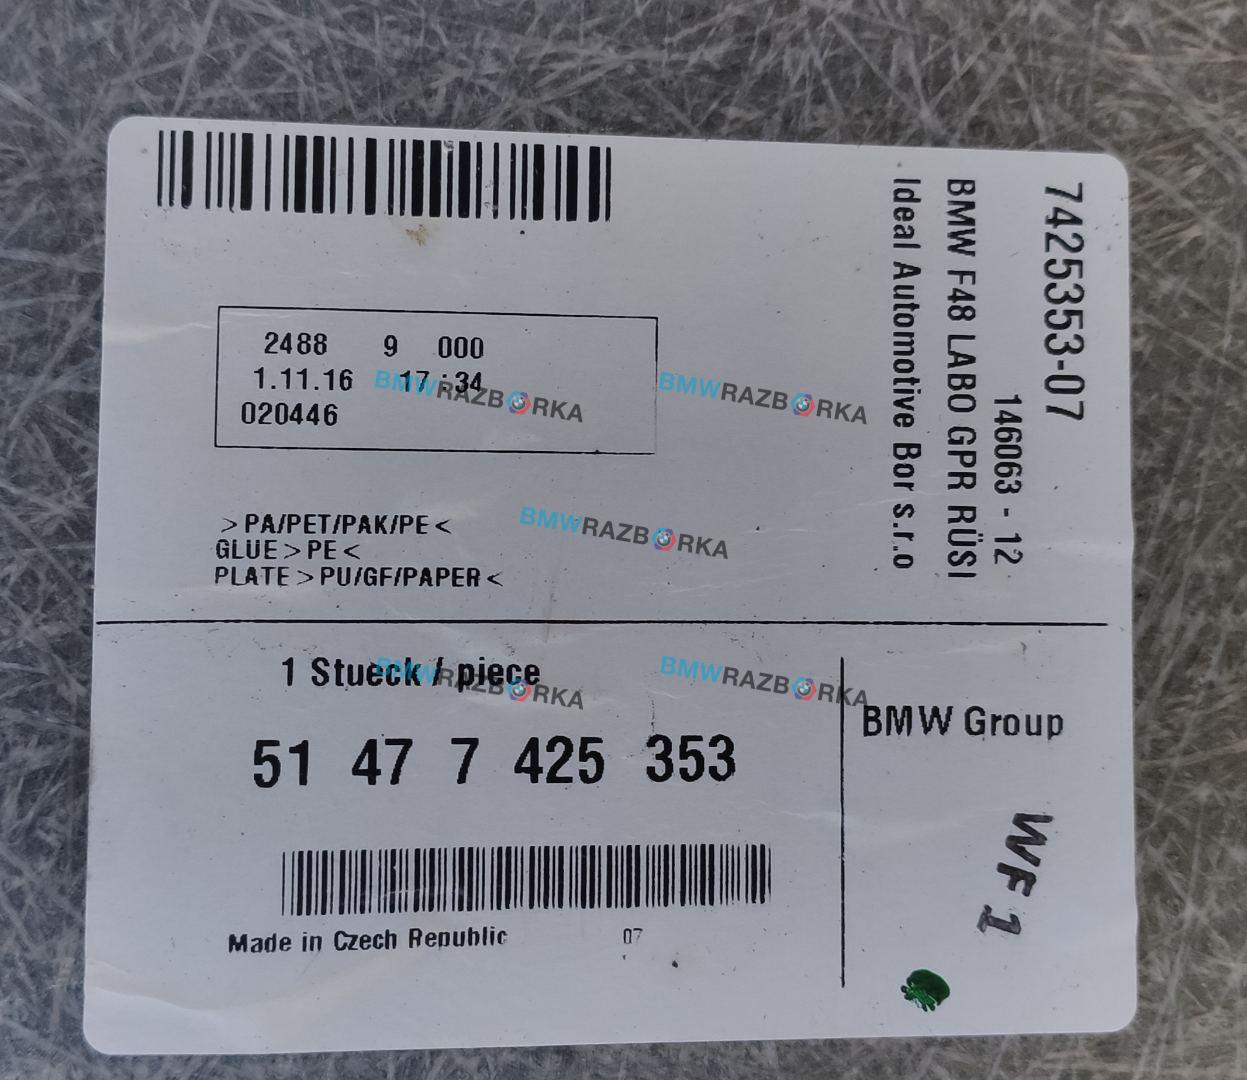 7425353-07
146063 - 12
BMW F48 LABO GPR RÜSI
Ideal Automotive Bor s.r.o
2488 9 000
1.11.16 17:34
020446
>PA/PET/PAK/PE<
GLUE>PE<
PLATE>PU/GF/PAPER<
1 Stueck / piece
51 47 7 425 353
Made in Czech Republic 07
BMW Group
WF 1
BMWRAZBORKA
BMWRAZBORKA
BMWRAZBORKA
BMWRAZBORKA
BMWRAZBORKA